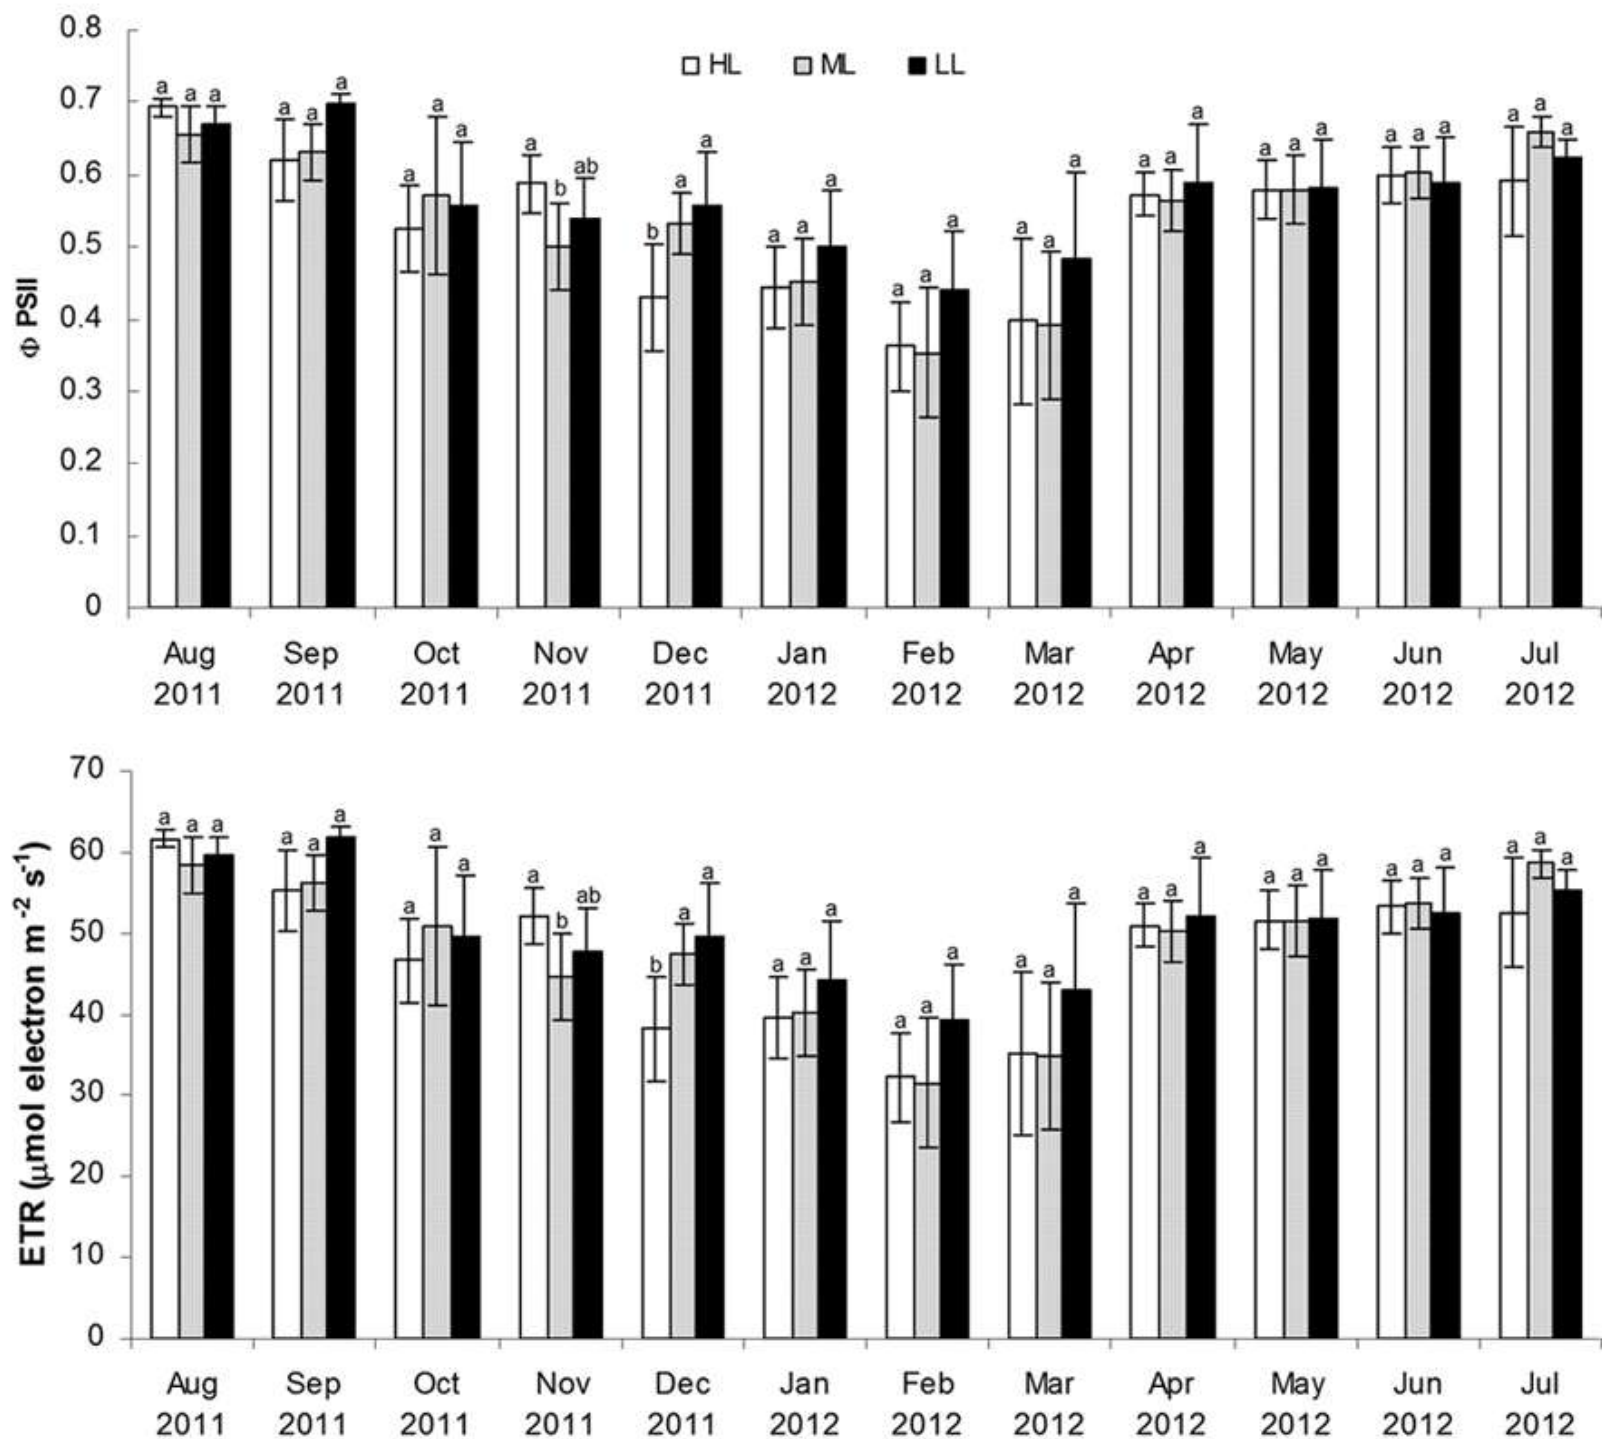 0.8
HL ML LL
0.7
0.6
0.5
0.4
0.3
0.2
0.1
0
Φ PSII
a a a a a a a a a a b ab b a a a a a a a a a a a a a a a a a a a a a a a
Aug Sep Oct Nov Dec Jan Feb Mar Apr May Jun Jul
2011 2011 2011 2011 2011 2012 2012 2012 2012 2012 2012 2012
70
60
50
40
30
20
10
0
ETR (μmol electron m⁻² s⁻¹)
a a a a a a a a a a b ab b a a a a a a a a a a a a a a a a a a a a a a a
Aug Sep Oct Nov Dec Jan Feb Mar Apr May Jun Jul
2011 2011 2011 2011 2011 2012 2012 2012 2012 2012 2012 2012